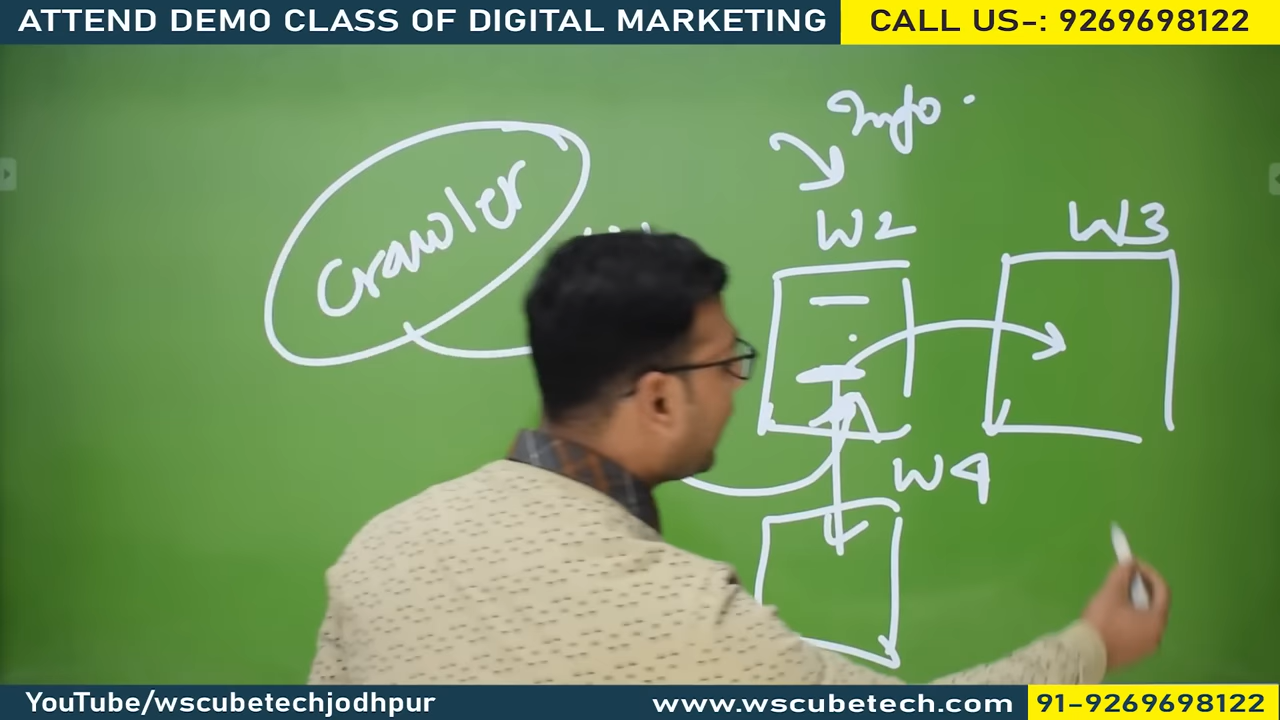 ATTEND DEMO CLASS OF DIGITAL MARKETING
CALL US-: 9269698122
Info.
Crawler
W2
W3
W4
YouTube/wscubetechjodhpur
www.wscubetech.com
91-9269698122